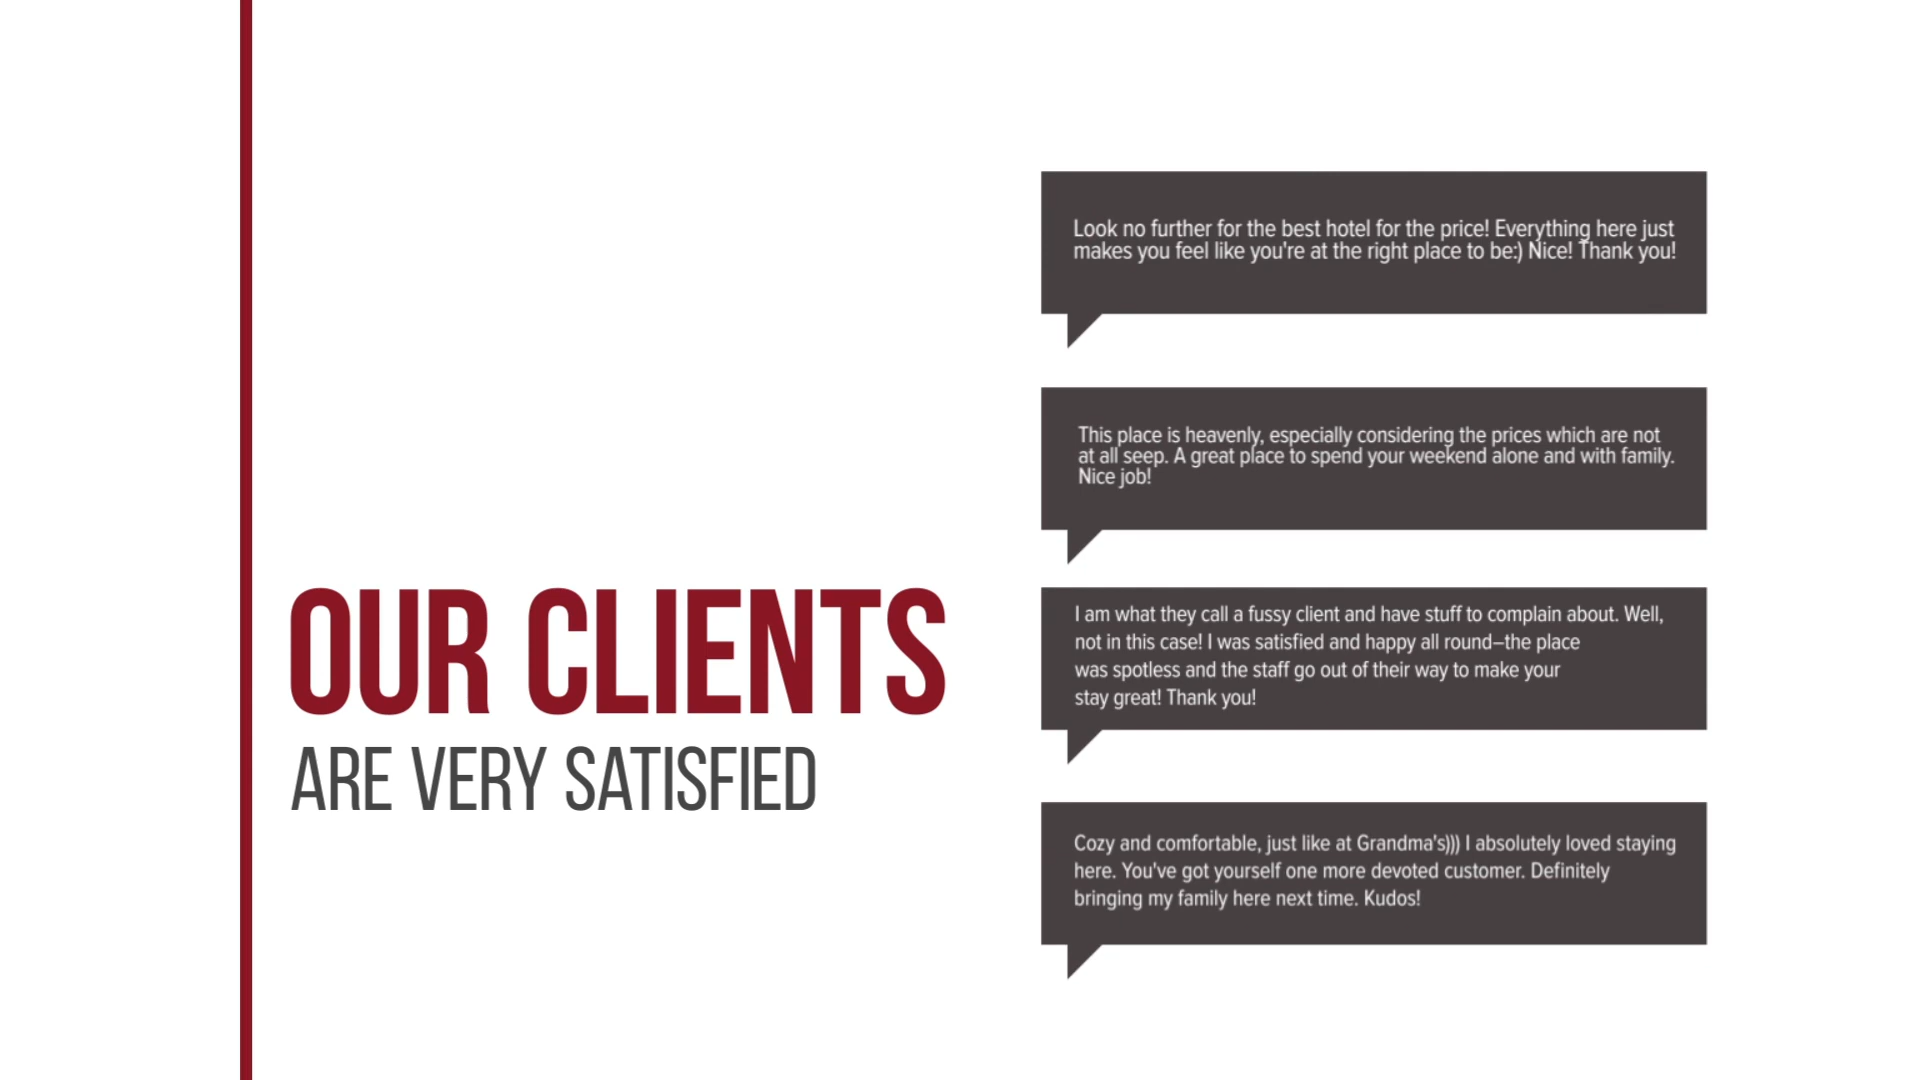 OUR CLIENTS
ARE VERY SATISFIED
Look no further for the best hotel for the price! Everything here just
makes you feel like you're at the right place to be:) Nice! Thank you!
This place is heavenly, especially considering the prices which are not
at all seep. A great place to spend your weekend alone and with family.
Nice job!
I am what they call a fussy client and have stuff to complain about. Well,
not in this case! I was satisfied and happy all round–the place
was spotless and the staff go out of their way to make your
stay great! Thank you!
Cozy and comfortable, just like at Grandma's))) I absolutely loved staying
here. You've got yourself one more devoted customer. Definitely
bringing my family here next time. Kudos!